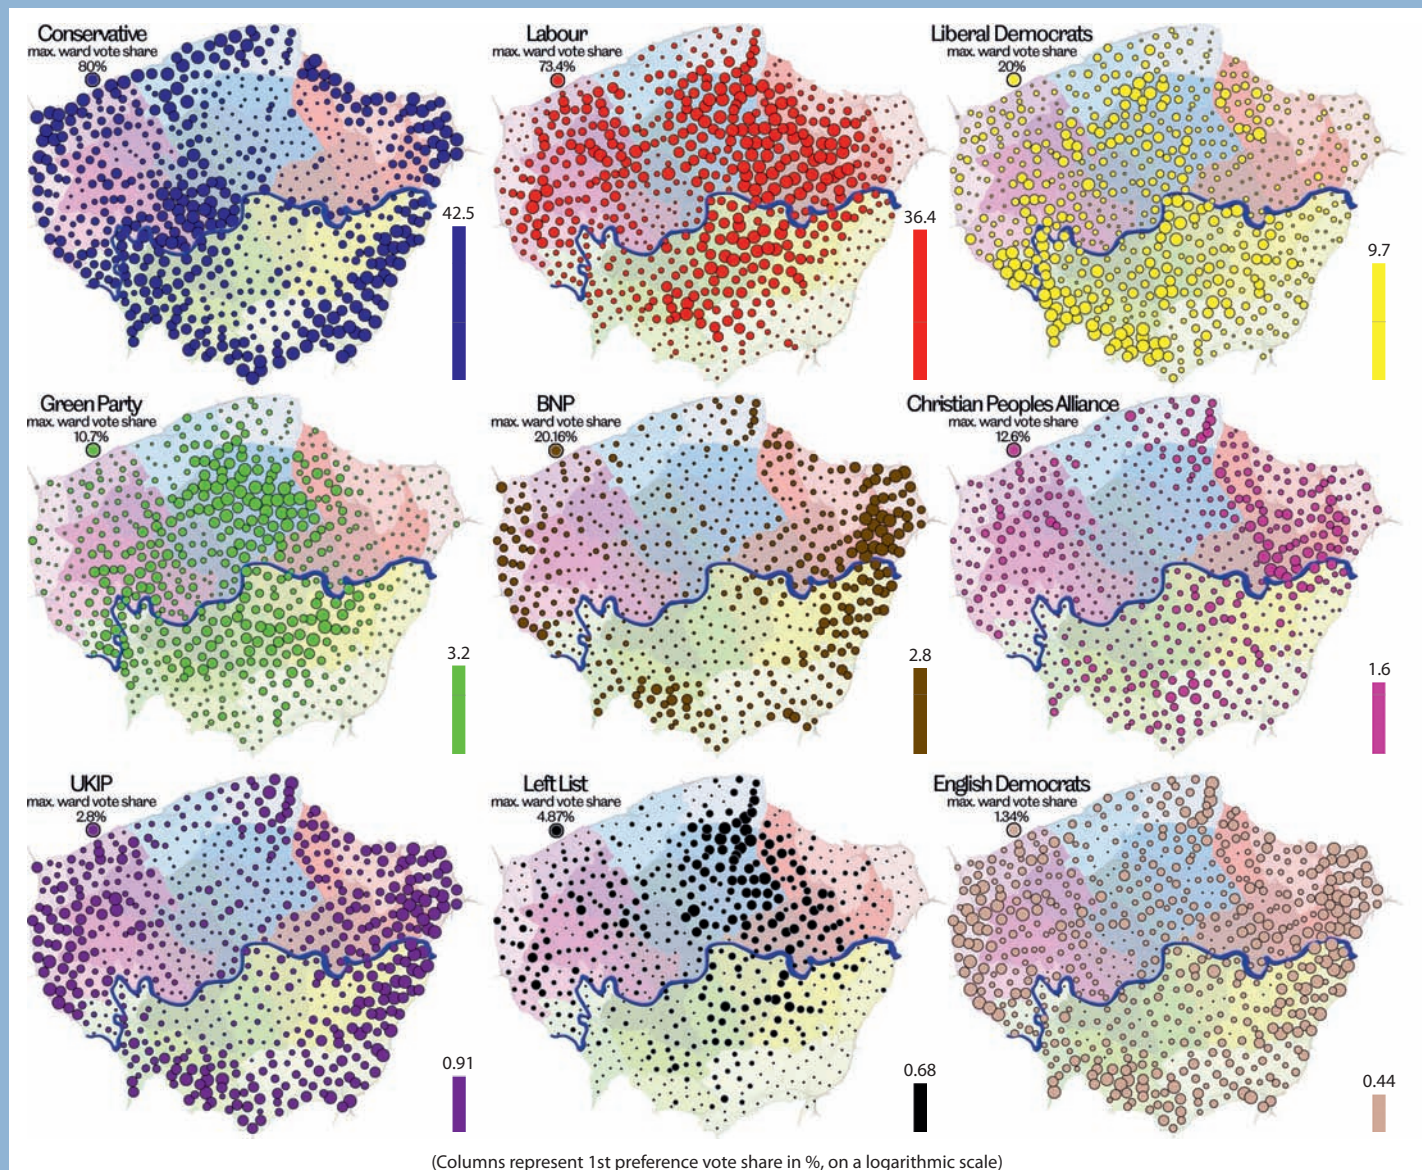 Conservative
max. ward vote share
80%
42.5
Labour
max. ward vote share
73.4%
36.4
Liberal Democrats
max. ward vote share
20%
9.7
Green Party
max. ward vote share
10.7%
3.2
BNP
max. ward vote share
20.16%
2.8
Christian Peoples Alliance
max. ward vote share
12.6%
1.6
UKIP
max. ward vote share
2.8%
0.91
Left List
max. ward vote share
4.87%
0.68
English Democrats
max. ward vote share
1.34%
0.44
(Columns represent 1st preference vote share in %, on a logarithmic scale)